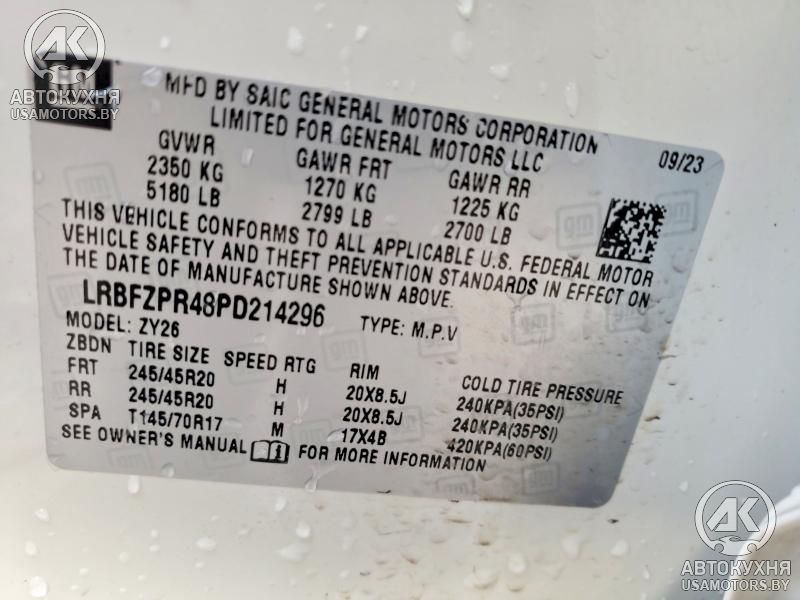 AK
АВТОКУХНЯ
USAMOTORS.BY
MFD BY SAIC GENERAL MOTORS CORPORATION
LIMITED FOR GENERAL MOTORS LLC
09/23
GVWR GAWR FRT GAWR RR
2350 KG 1270 KG 1225 KG
5180 LB 2799 LB 2700 LB
THIS VEHICLE CONFORMS TO ALL APPLICABLE U.S. FEDERAL MOTOR
VEHICLE SAFETY AND THEFT PREVENTION STANDARDS IN EFFECT ON
THE DATE OF MANUFACTURE SHOWN ABOVE.
LRBFZPR48PD214296 TYPE: M.P.V
MODEL: ZY26
ZBDN TIRE SIZE SPEED RTG RIM COLD TIRE PRESSURE
FRT 245/45R20 H 20X8.5J 240KPA(35PSI)
RR 245/45R20 H 20X8.5J 240KPA(35PSI)
SPA T145/70R17 M 17X4B 420KPA(60PSI)
SEE OWNER'S MANUAL FOR MORE INFORMATION
AK
АВТОКУХНЯ
USAMOTORS.BY